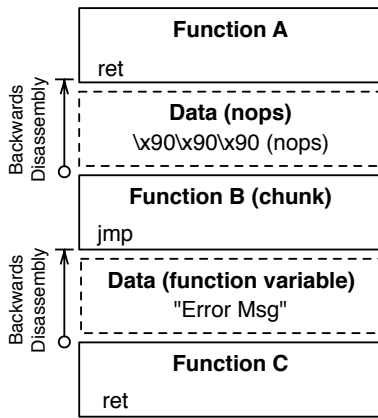 Function A
ret
Backwards
Disassembly
Data (nops)
\x90\x90\x90 (nops)
Function B (chunk)
jmp
Backwards
Disassembly
Data (function variable)
"Error Msg"
Function C
ret